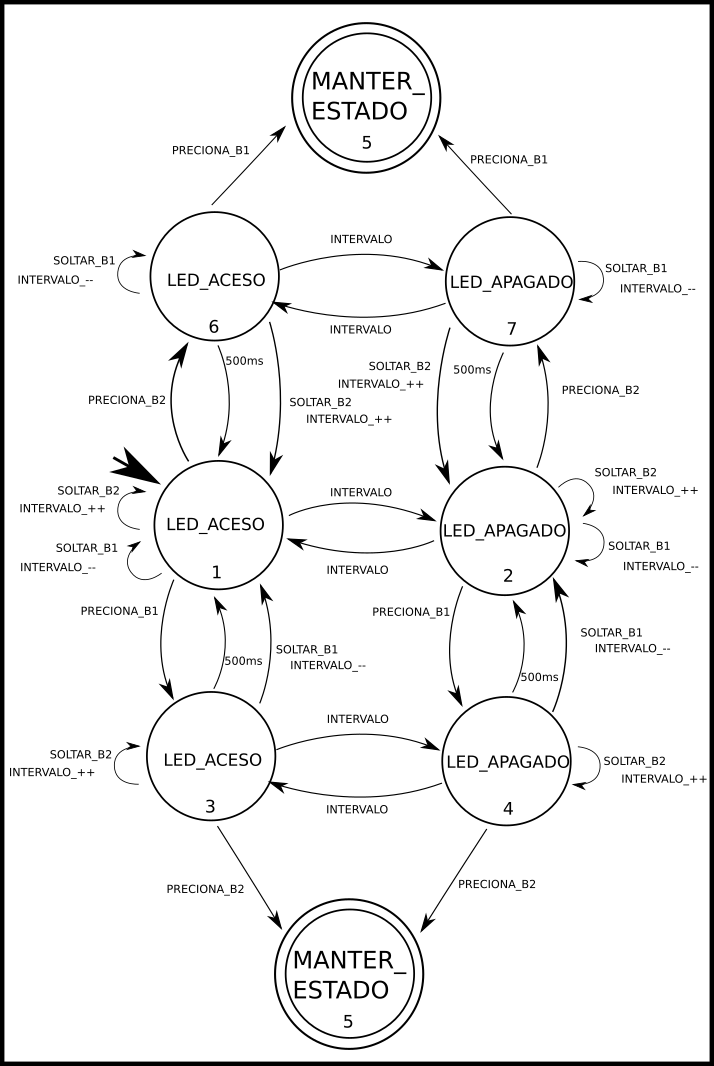 MANTER_
ESTADO
5
PRECIONA_B1
PRECIONA_B1
INTERVALO
SOLTAR_B1
INTERVALO_--
LED_ACESO
6
LED_APAGADO
7
SOLTAR_B1
INTERVALO_--
INTERVALO
500ms
PRECIONA_B2
SOLTAR_B2
INTERVALO_++
SOLTAR_B2
INTERVALO_++
500ms
PRECIONA_B2
SOLTAR_B2
INTERVALO_++
SOLTAR_B1
INTERVALO_--
LED_ACESO
1
INTERVALO
INTERVALO
LED_APAGADO
2
SOLTAR_B2
INTERVALO_++
SOLTAR_B1
INTERVALO_--
PRECIONA_B1
500ms
SOLTAR_B1
INTERVALO_--
PRECIONA_B1
500ms
SOLTAR_B1
INTERVALO_--
INTERVALO
SOLTAR_B2
INTERVALO_++
LED_ACESO
3
LED_APAGADO
4
SOLTAR_B2
INTERVALO_++
INTERVALO
PRECIONA_B2
PRECIONA_B2
MANTER_
ESTADO
5